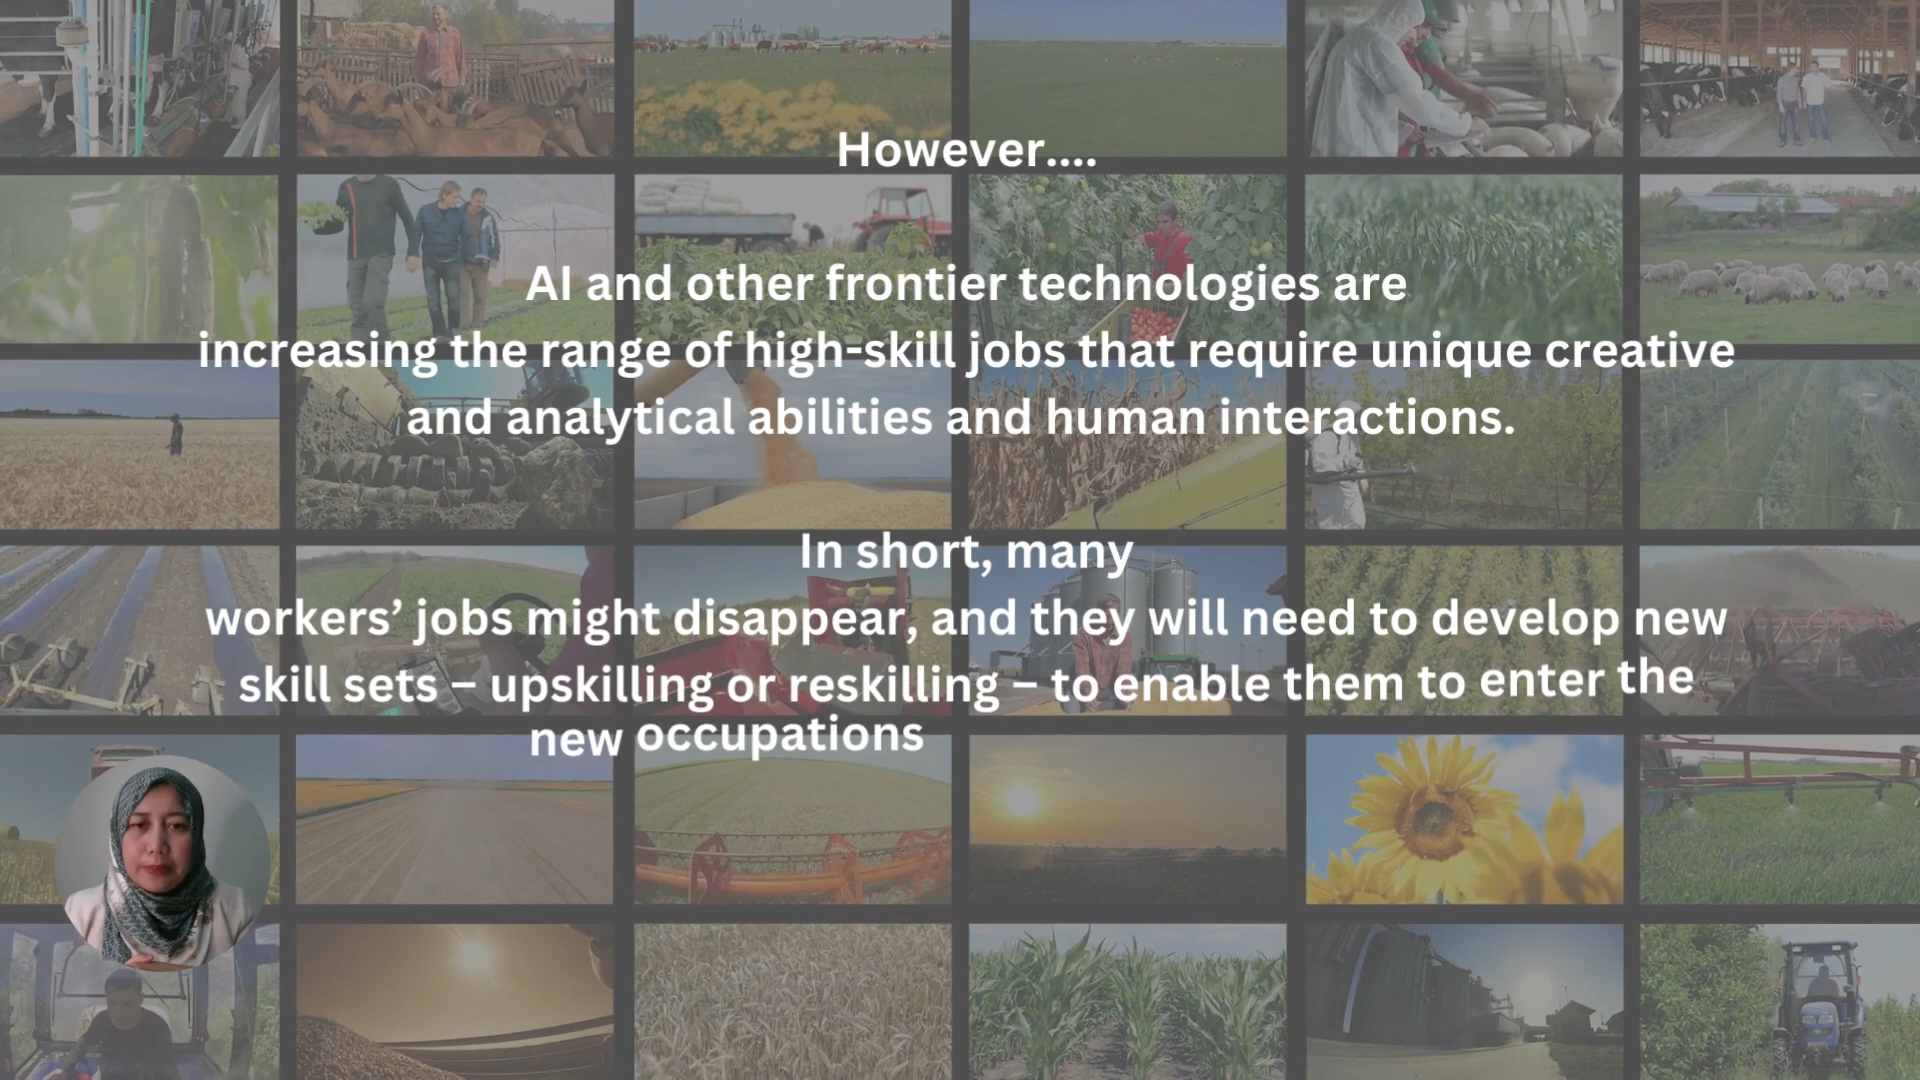 However....
AI and other frontier technologies are
increasing the range of high-skill jobs that require unique creative
and analytical abilities and human interactions.
In short, many
workers’ jobs might disappear, and they will need to develop new
skill sets – upskilling or reskilling – to enable them to enter the
new occupations